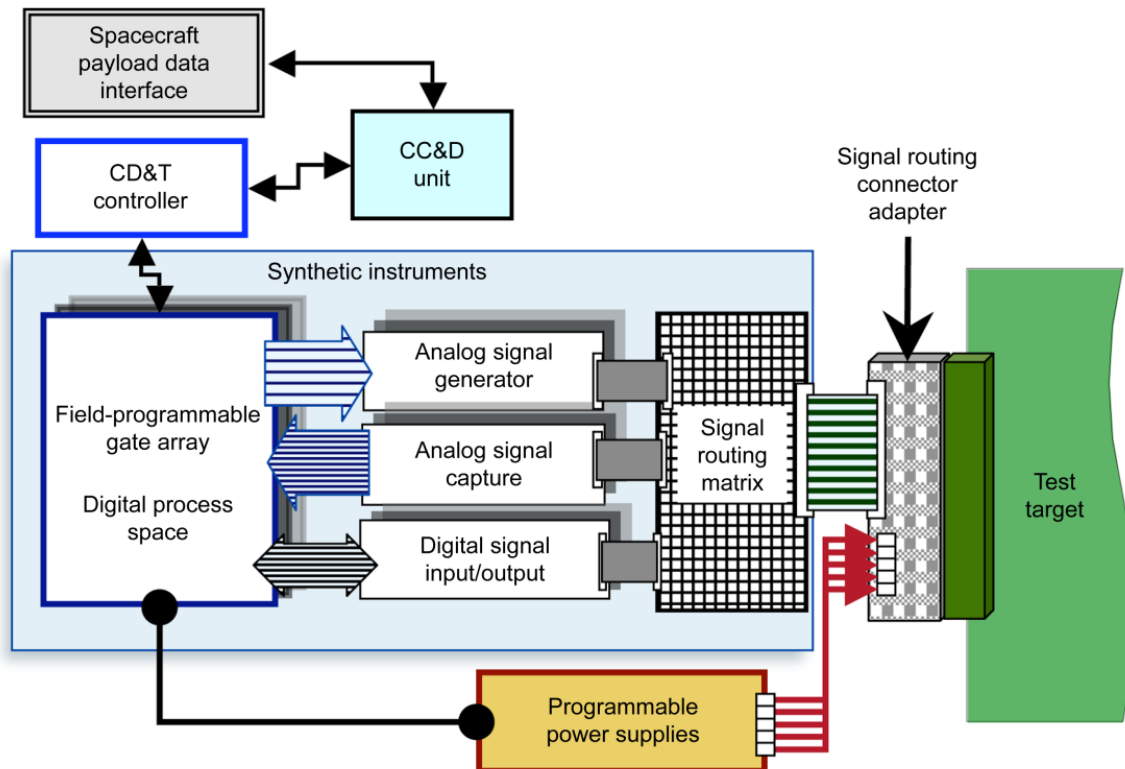 Spacecraft
payload data
interface
CC&D
unit
CD&T
controller
Signal routing
connector
adapter
Synthetic instruments
Field-programmable
gate array
Digital process
space
Analog signal
generator
Analog signal
capture
Digital signal
input/output
Signal
routing
matrix
Test
target
Programmable
power supplies